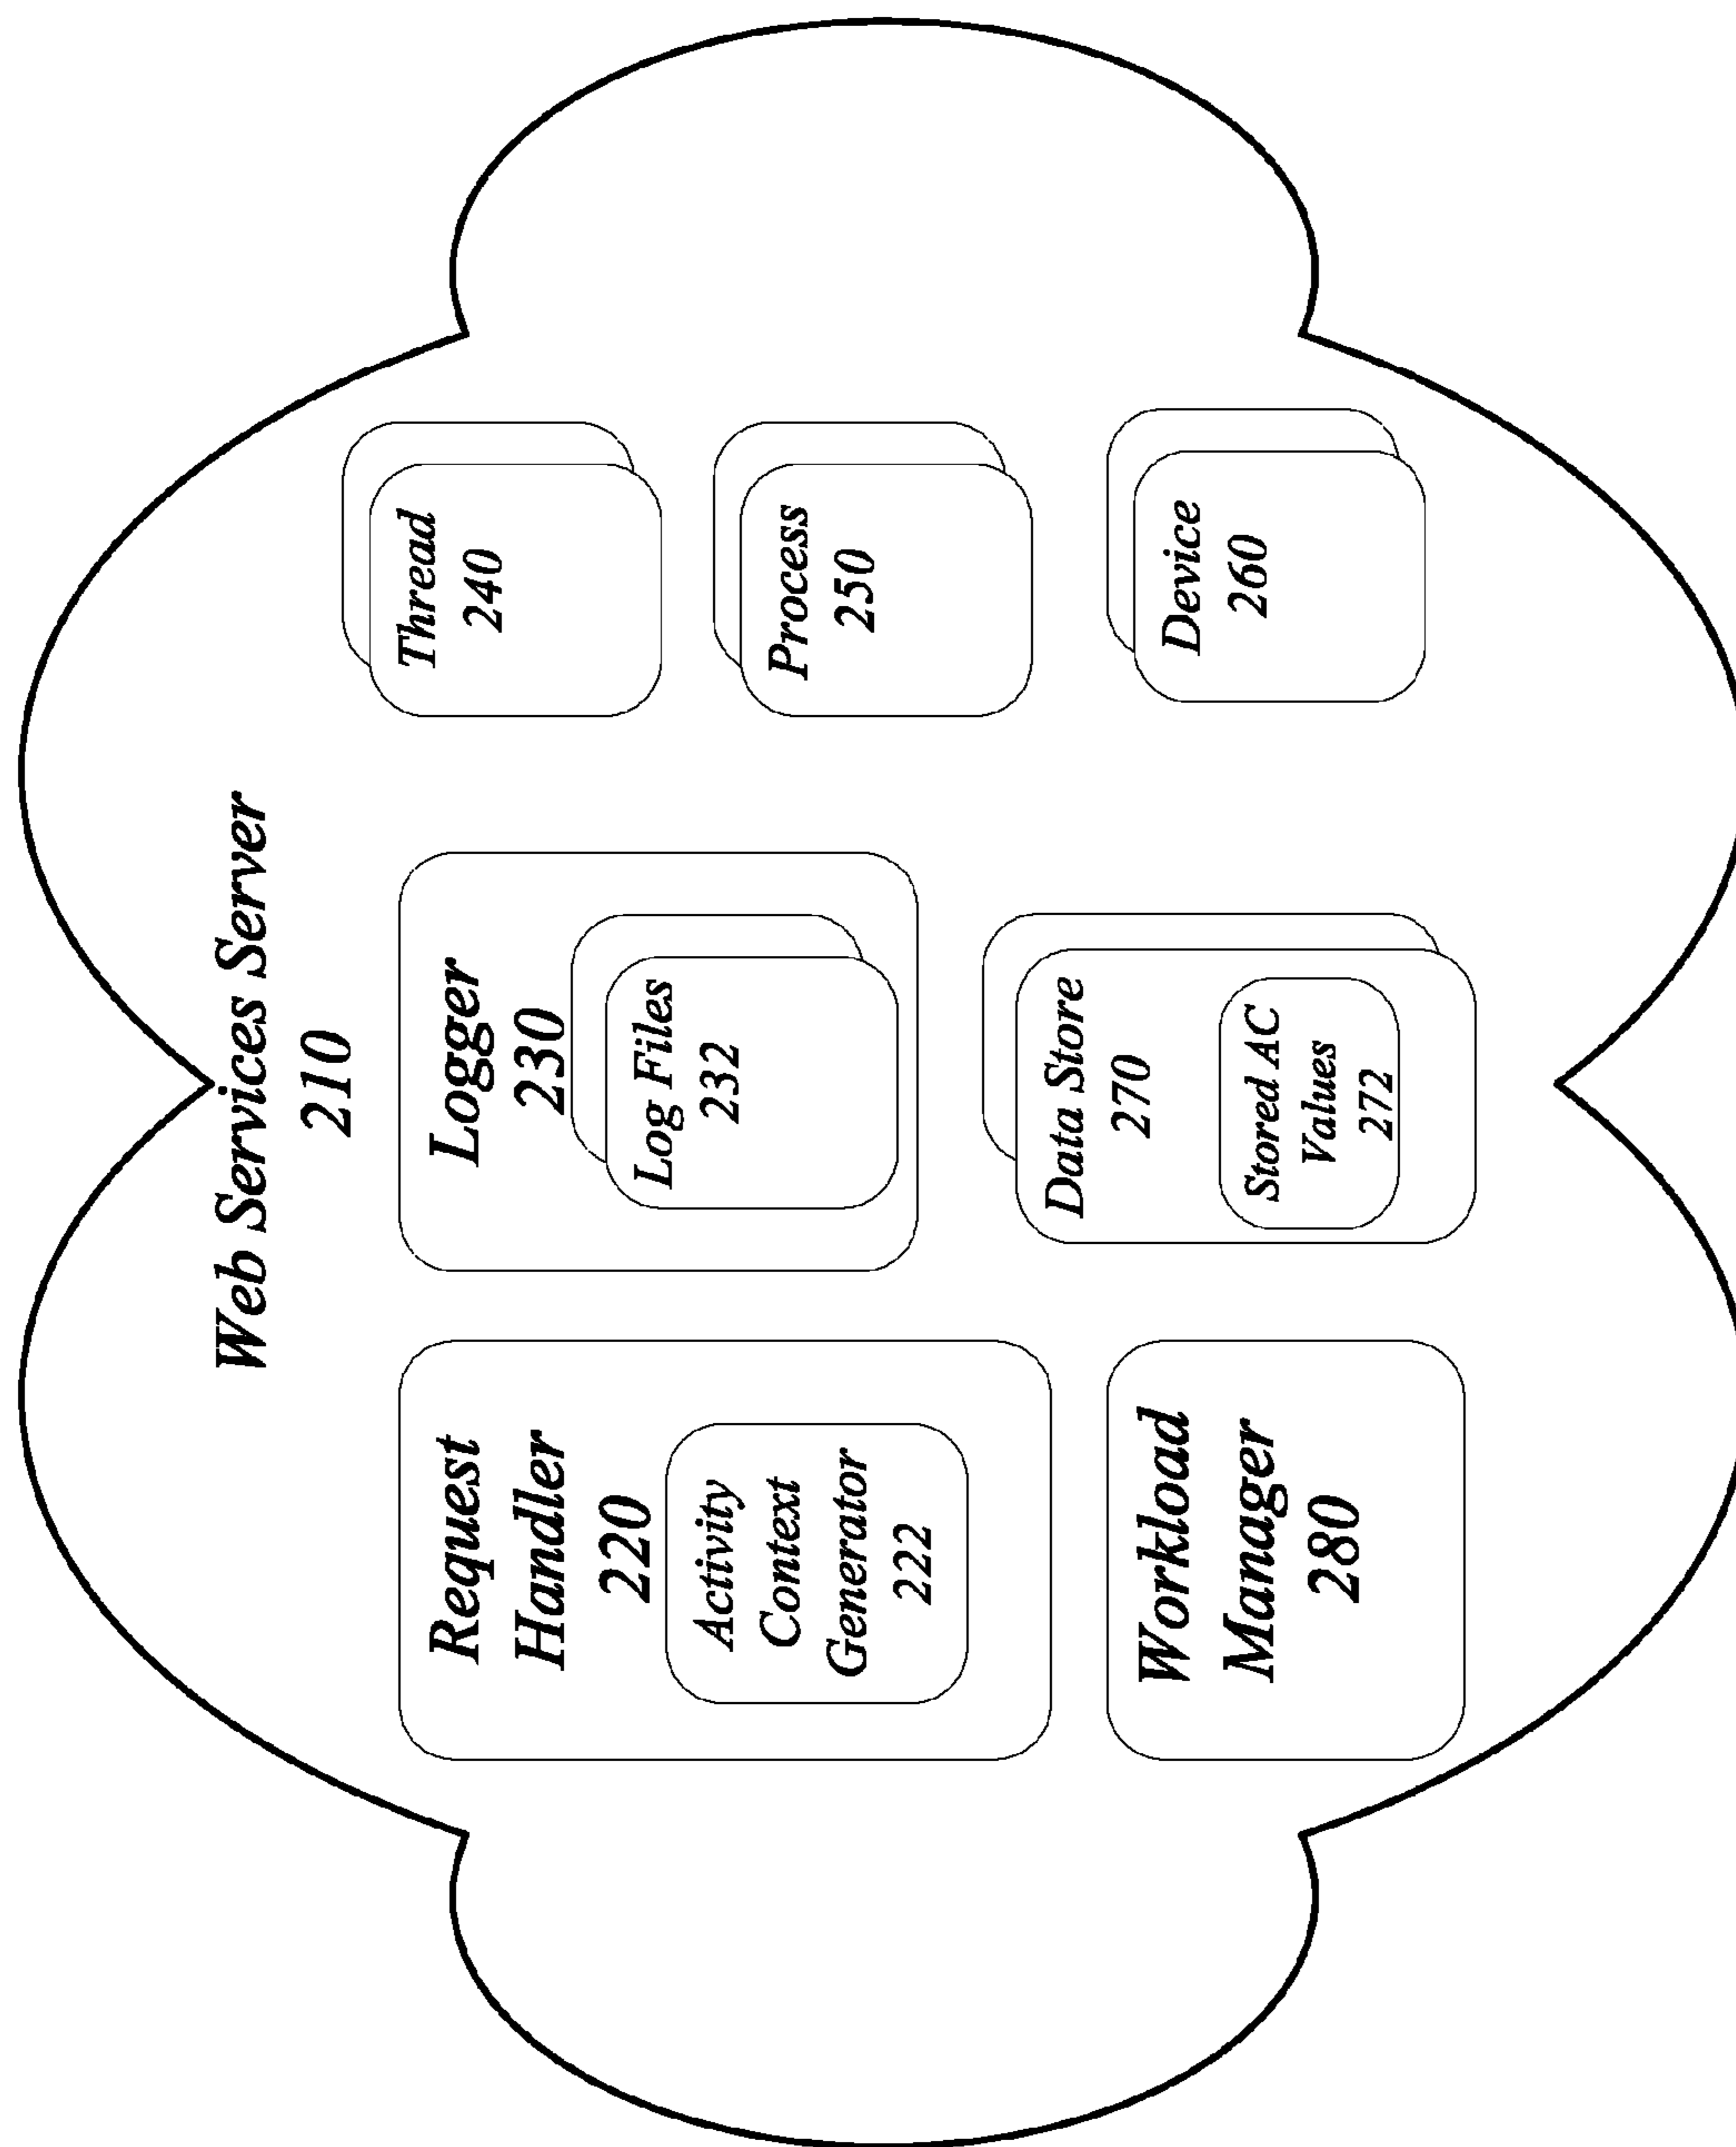 Web Services Server
210
Request
Handler
220
Activity
Context
Generator
222
Logger
230
Log Files
232
Thread
240
Process
250
Device
260
Data Store
270
Stored AC
Values
272
Workload
Manager
280